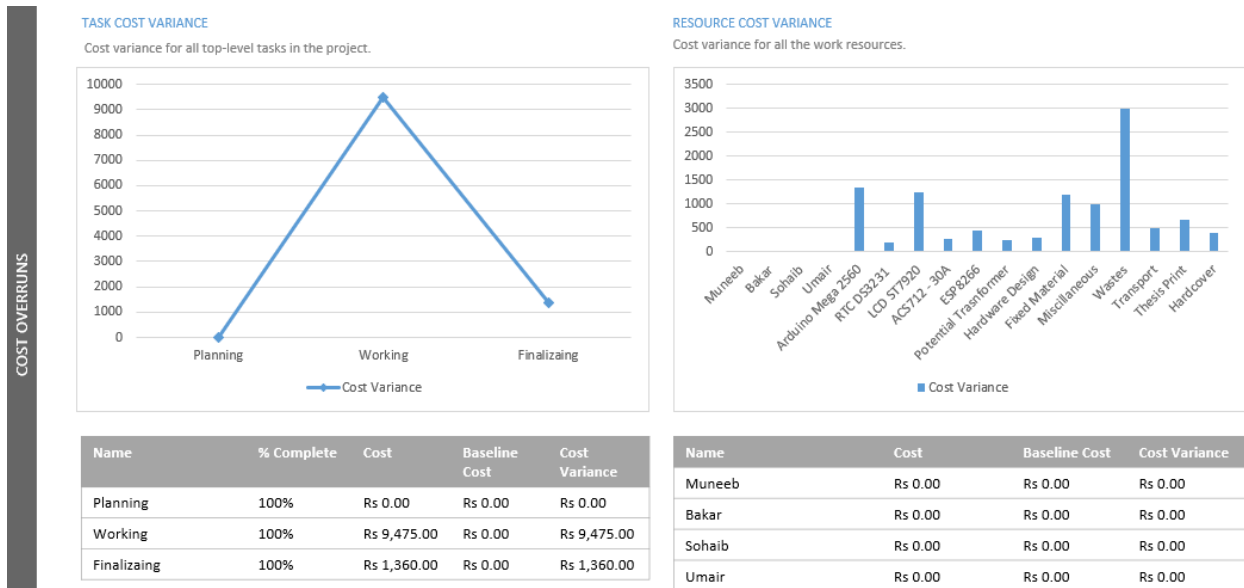 COST OVERRUNS
TASK COST VARIANCE
Cost variance for all top-level tasks in the project.
10000
9000
8000
7000
6000
5000
4000
3000
2000
1000
0
Planning Working Finalizaing
Cost Variance
Name % Complete Cost Baseline Cost Cost Variance
Planning 100% Rs 0.00 Rs 0.00 Rs 0.00
Working 100% Rs 9,475.00 Rs 0.00 Rs 9,475.00
Finalizaing 100% Rs 1,360.00 Rs 0.00 Rs 1,360.00
RESOURCE COST VARIANCE
Cost variance for all the work resources.
3500
3000
2500
2000
1500
1000
500
0
Muneeb
Bakar
Sohaib
Umair
Arduino Mega 2560
RTC DS3231
LCD ST7920
ACS712 - 30A
ESP8266
Potential Trasnformer
Hardware Design
Fixed Material
Miscillaneous
Wastes
Transport
Thesis Print
Hardcover
Cost Variance
Name Cost Baseline Cost Cost Variance
Muneeb Rs 0.00 Rs 0.00 Rs 0.00
Bakar Rs 0.00 Rs 0.00 Rs 0.00
Sohaib Rs 0.00 Rs 0.00 Rs 0.00
Umair Rs 0.00 Rs 0.00 Rs 0.00